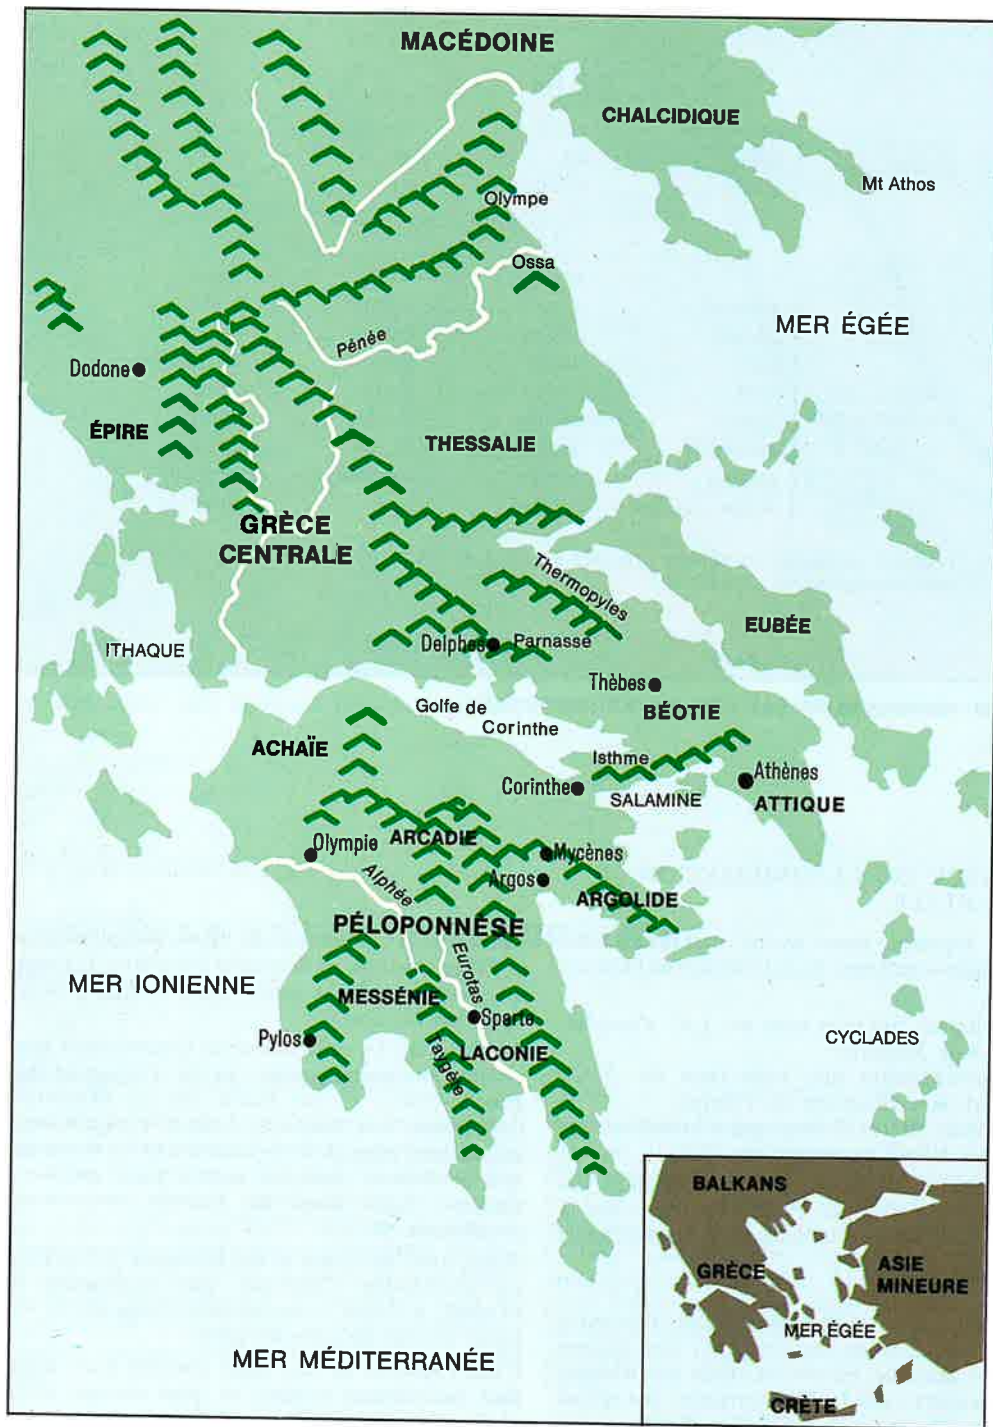 MACÉDOINE
CHALCIDIQUE
Mt Athos
Olympe
Ossa
MER ÉGÉE
Pénée
Dodone
ÉPIRE
THESSALIE
GRÈCE
CENTRALE
Thermopyles
EUBÉE
ITHAQUE
Delphes
Parnasse
Thèbes
BÉOTIE
Golfe de
Corinthe
ACHAÏE
Isthme
Corinthe
SALAMINE
Athènes
ATTIQUE
Olympie
ARCADIE
Mycènes
Alphée
Argos
ARGOLIDE
PÉLOPONNÈSE
MER IONIENNE
MESSÉNIE
Eurotas
Sparte
Pylos
LACONIE
Taygète
CYCLADES
MER MÉDITERRANÉE
BALKANS
GRÈCE
ASIE
MINEURE
MER ÉGÉE
CRÈTE